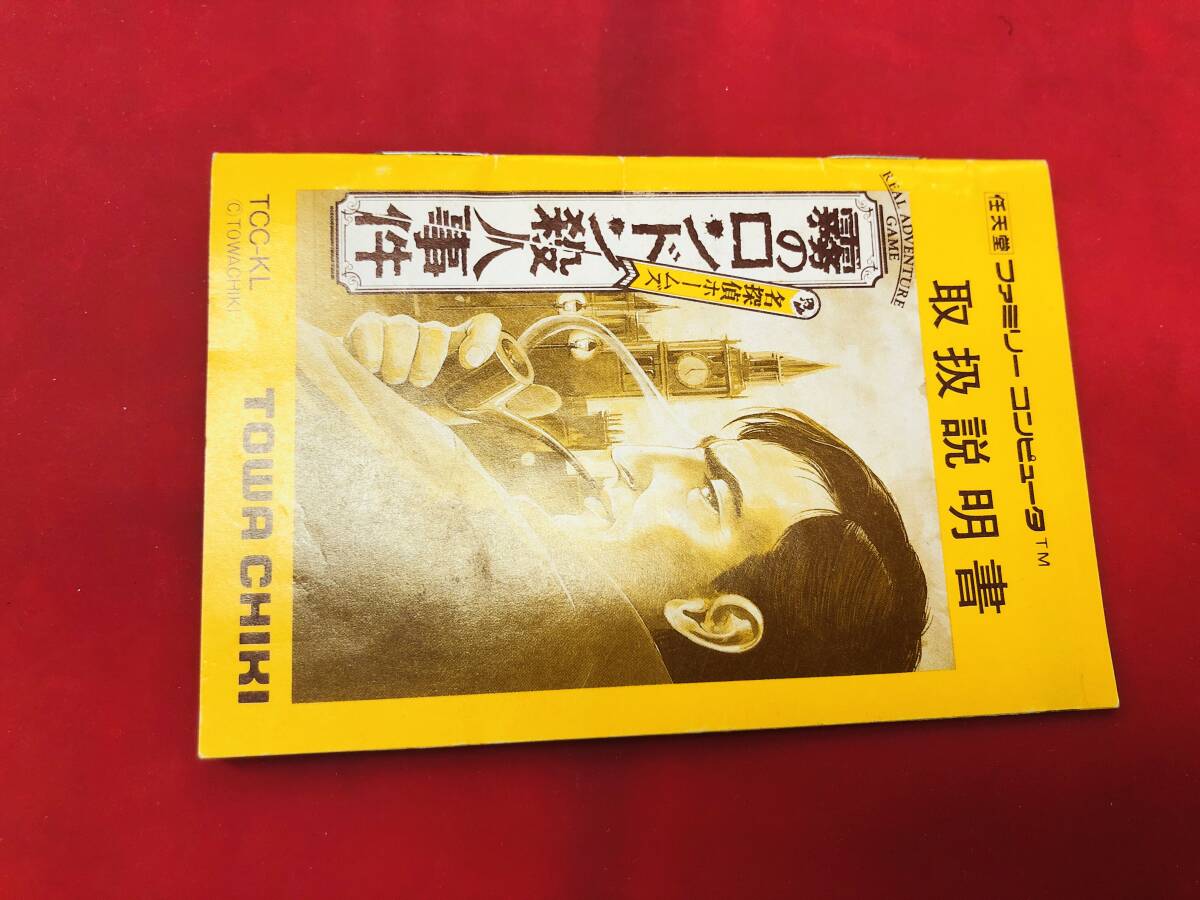 任天堂 ファミリー コンピュータTM
取扱説明書
REAL ADVENTURE
GAME
名探偵ホームズ
霧のロンドン
殺人事件
TCC-KL
C)TOWACHIKI
TOWA CHIKI